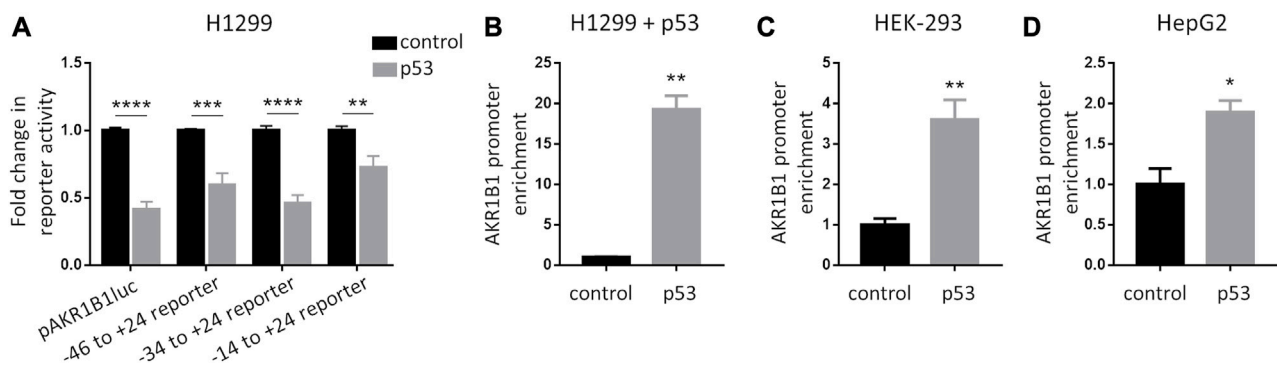 A
H1299
control
p53
Fold change in
reporter activity
1.5
1.0
0.5
0.0
****
***
****
**
pAKR1B1luc
-46 to +24 reporter
-34 to +24 reporter
-14 to +24 reporter
B
H1299 + p53
AKR1B1 promoter
enrichment
25
20
15
10
5
0
**
control
p53
C
HEK-293
AKR1B1 promoter
enrichment
5
4
3
2
1
0
**
control
p53
D
HepG2
AKR1B1 promoter
enrichment
2.5
2.0
1.5
1.0
0.5
0.0
*
control
p53